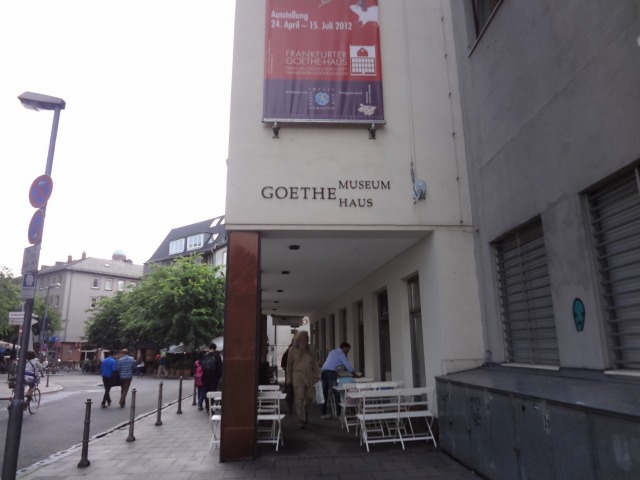 Ausstellung
24. April – 15. Juli 2012
FRANKFURTER
GOETHE-HAUS
GOETHE MUSEUM
HAUS